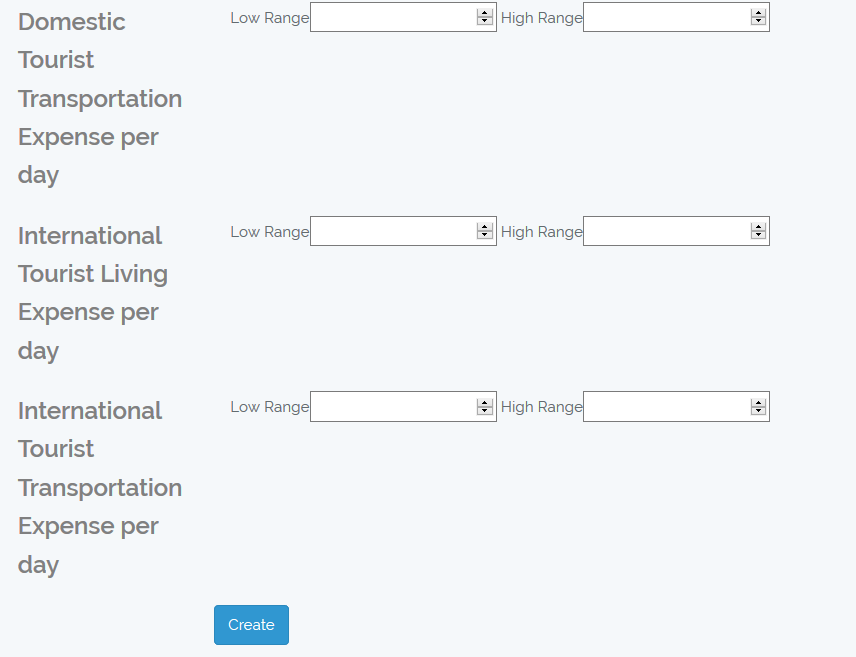 Domestic Low Range High Range
Tourist
Transportation
Expense per
day
International Low Range High Range
Tourist Living
Expense per
day
International Low Range High Range
Tourist
Transportation
Expense per
day
Create